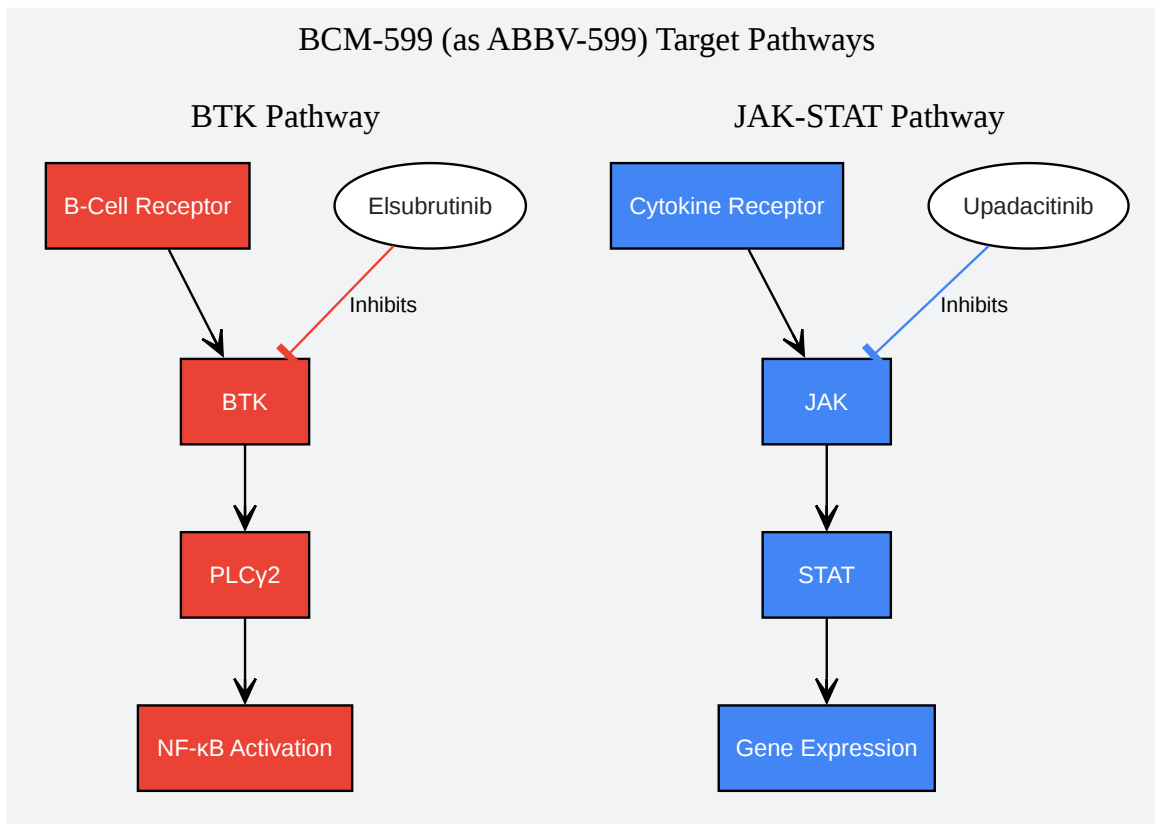 BCM-599 (as ABBV-599) Target Pathways
BTK Pathway
B-Cell Receptor
Elsubrutinib
Inhibits
BTK
PLCγ2
NF-κB Activation
JAK-STAT Pathway
Cytokine Receptor
Upadacitinib
Inhibits
JAK
STAT
Gene Expression